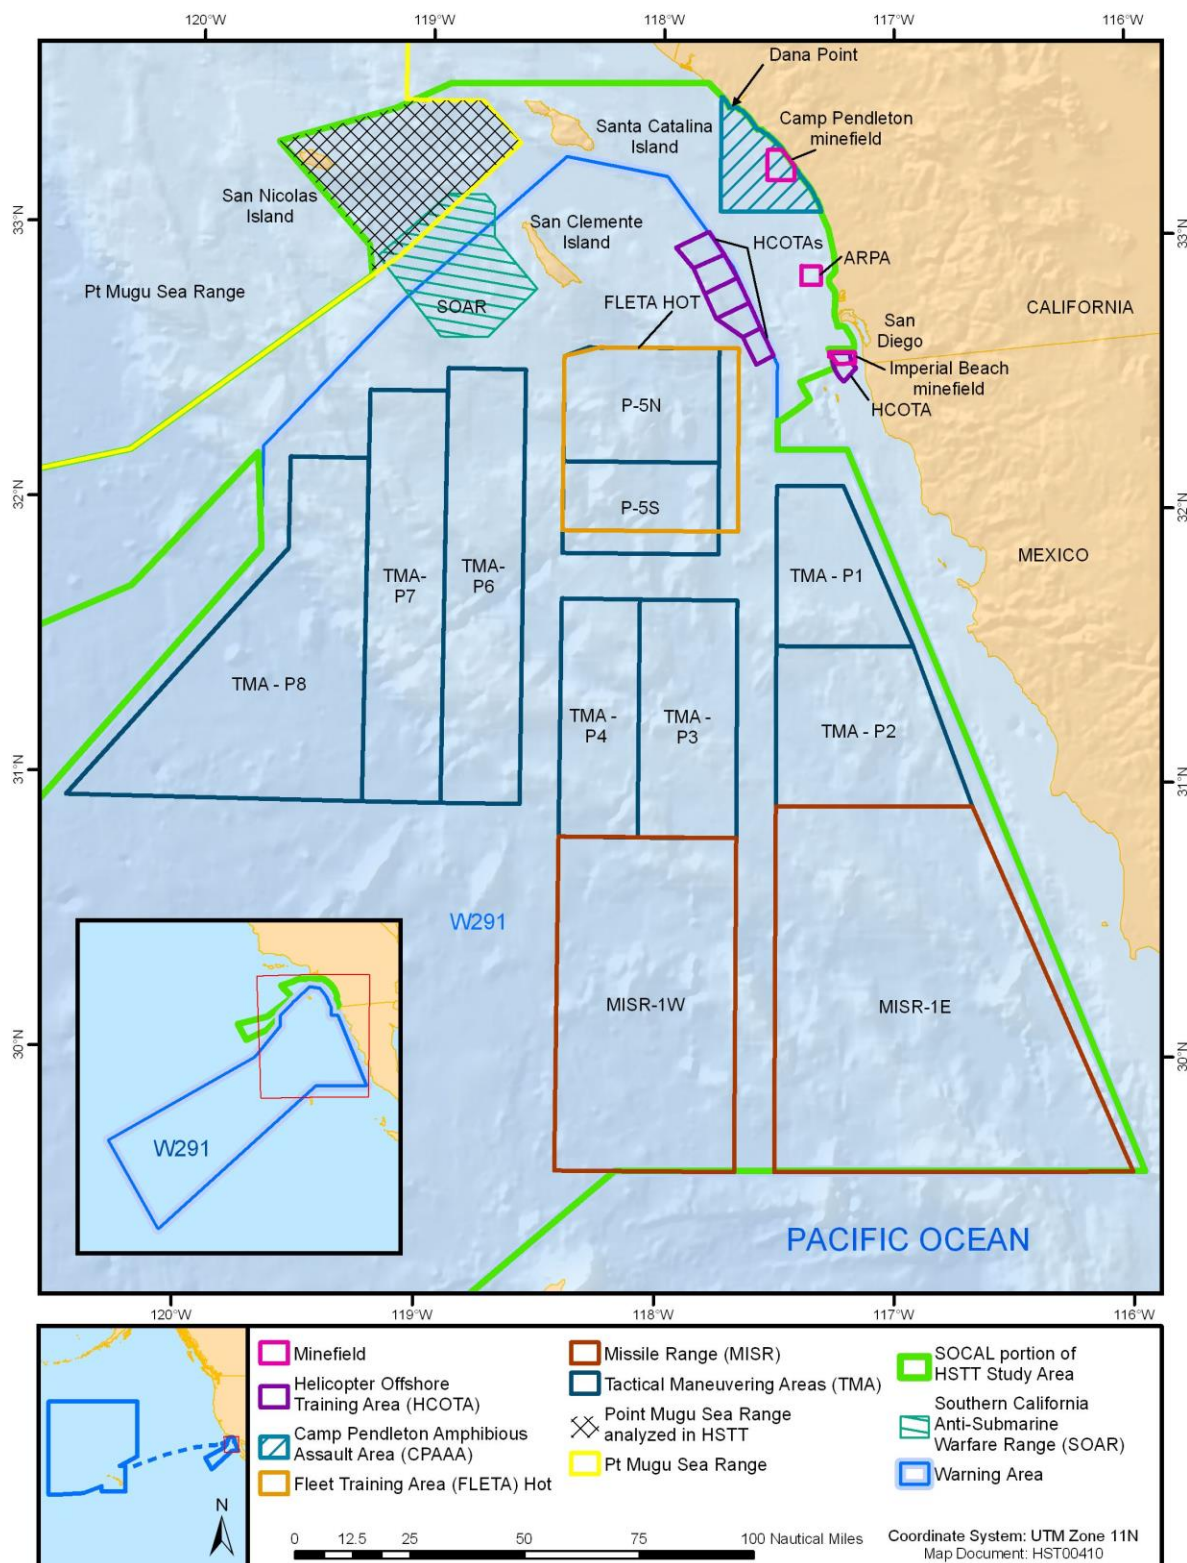 120°W
119°W
118°W
117°W
116°W
Dana Point
Camp Pendleton
minefield
Santa Catalina
Island
San Nicolas
Island
33°N
33°N
San Clemente
Island
HCOTAs
ARPA
Pt Mugu Sea Range
SOAR
FLETA HOT
CALIFORNIA
San
Diego
Imperial Beach
minefield
HCOTA
P-5N
32°N
32°N
P-5S
MEXICO
TMA-
P7
TMA-
P6
TMA - P1
TMA - P8
TMA -
P4
TMA -
P3
TMA - P2
31°N
31°N
W291
MISR-1W
MISR-1E
30°N
30°N
W291
PACIFIC OCEAN
120°W
119°W
118°W
117°W
116°W
N
Minefield
Helicopter Offshore
Training Area (HCOTA)
Camp Pendleton Amphibious
Assault Area (CPAAA)
Fleet Training Area (FLETA) Hot
Missile Range (MISR)
Tactical Maneuvering Areas (TMA)
Point Mugu Sea Range
analyzed in HSTT
Pt Mugu Sea Range
SOCAL portion of
HSTT Study Area
Southern California
Anti-Submarine
Warfare Range (SOAR)
Warning Area
0 12.5 25 50 100 Nautical Miles
Coordinate System: UTM Zone 11N
Map Document: HST00410